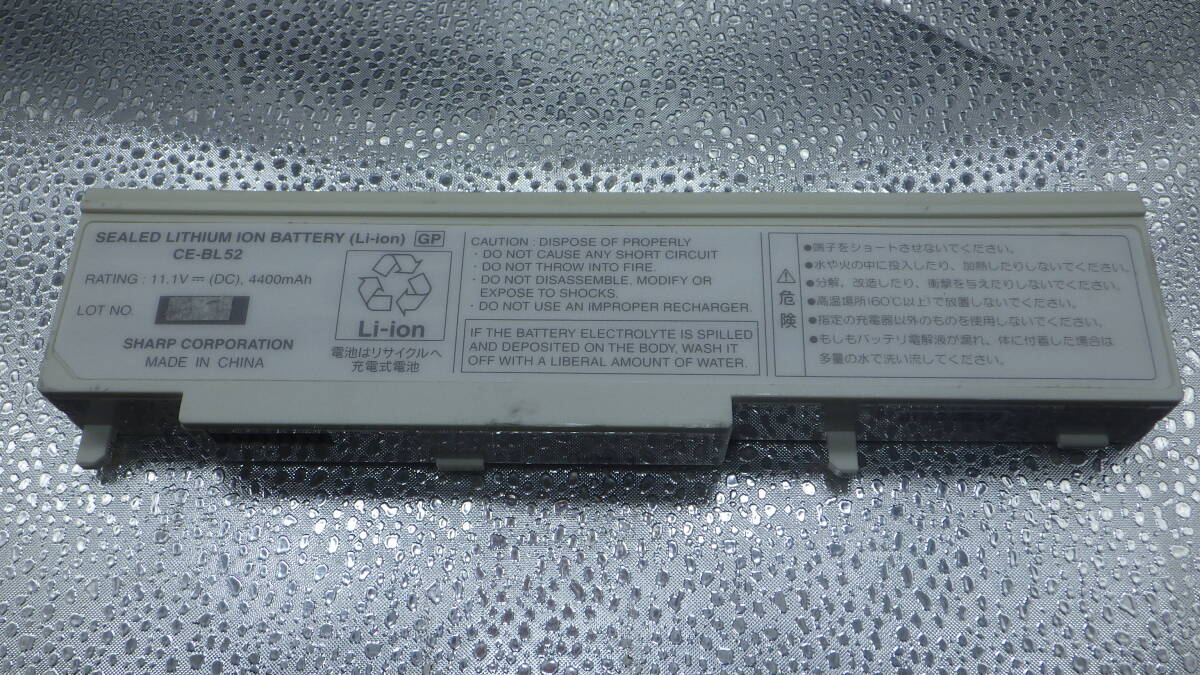 SEALED LITHIUM ION BATTERY (Li-ion) GP
CE-BL52
RATING : 11.1V⎓ (DC), 4400mAh
LOT NO.
SHARP CORPORATION
MADE IN CHINA
Li-ion
電池はリサイクルへ
充電式電池
CAUTION : DISPOSE OF PROPERLY
· DO NOT CAUSE ANY SHORT CIRCUIT
· DO NOT THROW INTO FIRE.
· DO NOT DISASSEMBLE, MODIFY OR
EXPOSE TO SHOCKS.
· DO NOT USE AN IMPROPER RECHARGER.
IF THE BATTERY ELECTROLYTE IS SPILLED
AND DEPOSITED ON THE BODY, WASH IT
OFF WITH A LIBERAL AMOUNT OF WATER.
⚠
危
険
●端子をショートさせないでください。
●水や火の中に投入したり、加熱したりしないでください。
●分解、改造したり、衝撃を与えたりしないでください。
●高温場所(60℃以上)で放置しないでください。
●指定の充電器以外のものを使用しないでください。
●もしもバッテリ電解液が漏れ、体に付着した場合は
多量の水で洗い流してください。